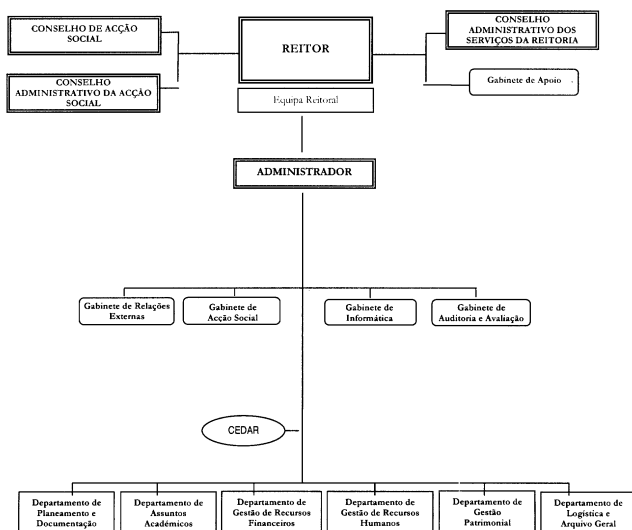 CONSELHO DE ACÇÃO
SOCIAL
CONSELHO
ADMINISTRATIVO DA ACÇÃO
SOCIAL
REITOR
Equipa Reitoral
CONSELHO
ADMINISTRATIVO DOS
SERVIÇOS DA REITORIA
Gabinete de Apoio
ADMINISTRADOR
Gabinete de Relações
Externas
Gabinete de
Acção Social
Gabinete de
Informática
Gabinete de
Auditoria e Avaliação
CEDAR
Departamento de
Planeamento e
Documentação
Departamento de
Assuntos
Académicos
Departamento de
Gestão de Recursos
Financeiros
Departamento de
Gestão de Recursos
Humanos
Departamento de
Gestão
Patrimonial
Departamento de
Logística e
Arquivo Geral